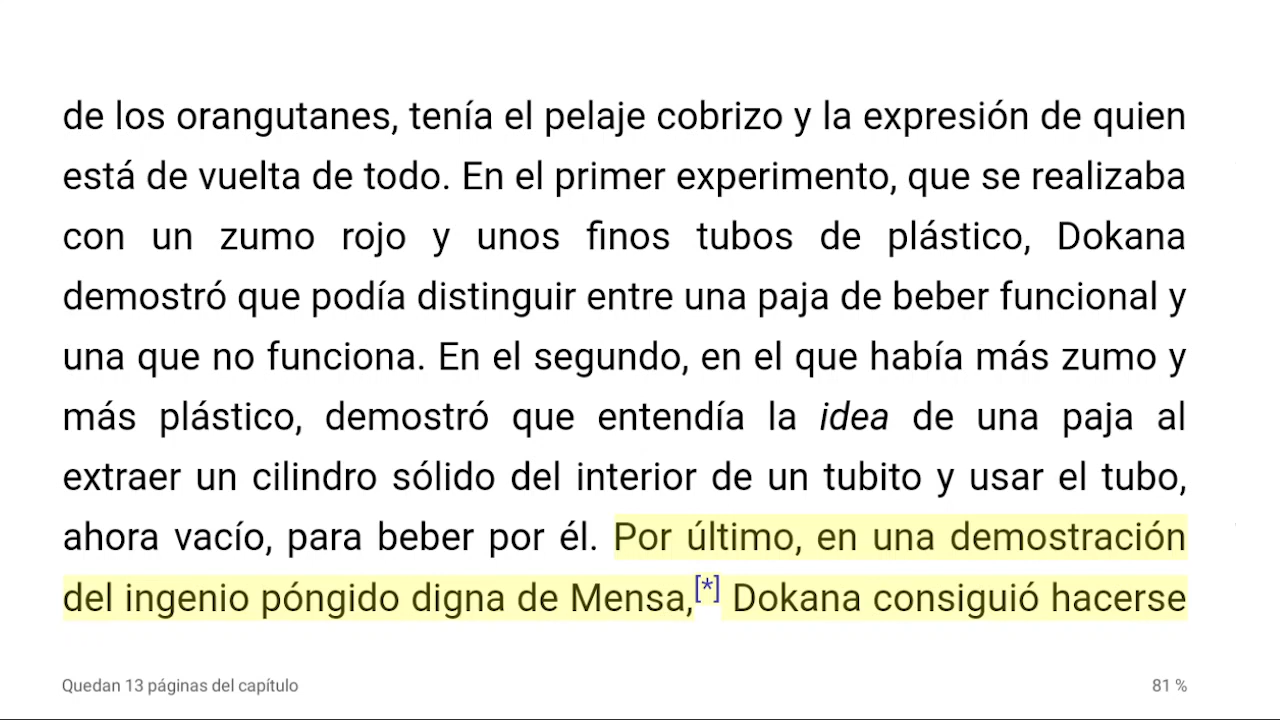 de los orangutanes, tenía el pelaje cobrizo y la expresión de quien
está de vuelta de todo. En el primer experimento, que se realizaba
con un zumo rojo y unos finos tubos de plástico, Dokana
demostró que podía distinguir entre una paja de beber funcional y
una que no funciona. En el segundo, en el que había más zumo y
más plástico, demostró que entendía la idea de una paja al
extraer un cilindro sólido del interior de un tubito y usar el tubo,
ahora vacío, para beber por él. Por último, en una demostración
del ingenio póngido digna de Mensa,[*] Dokana consiguió hacerse
Quedan 13 páginas del capítulo
81 %